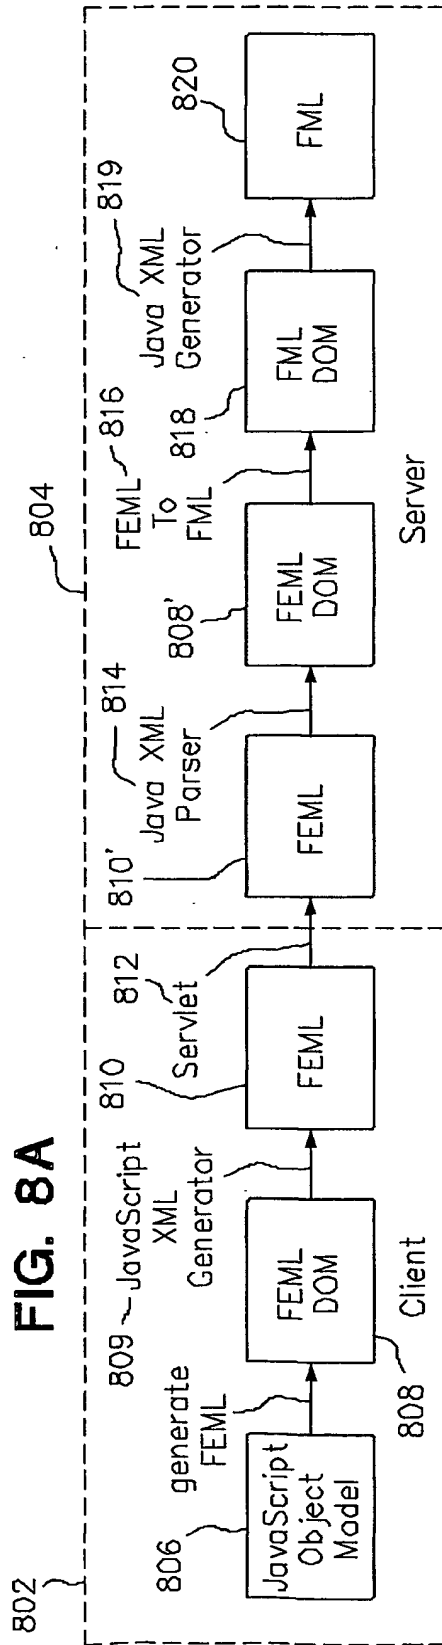 FIG. 8A
802
804
806
JavaScript
Object
Model
generate
FEML
FEML
DOM
808
809
JavaScript
XML
Generator
810
FEML
812
Servlet
Client
810'
FEML
814
Java XML
Parser
808'
FEML
DOM
816
FEML
To
FML
818
FML
DOM
819
Java XML
Generator
820
FML
Server